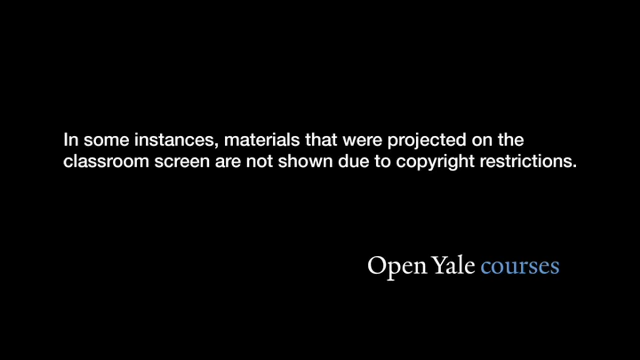 In some instances, materials that were projected on the
classroom screen are not shown due to copyright restrictions.
Open Yale courses